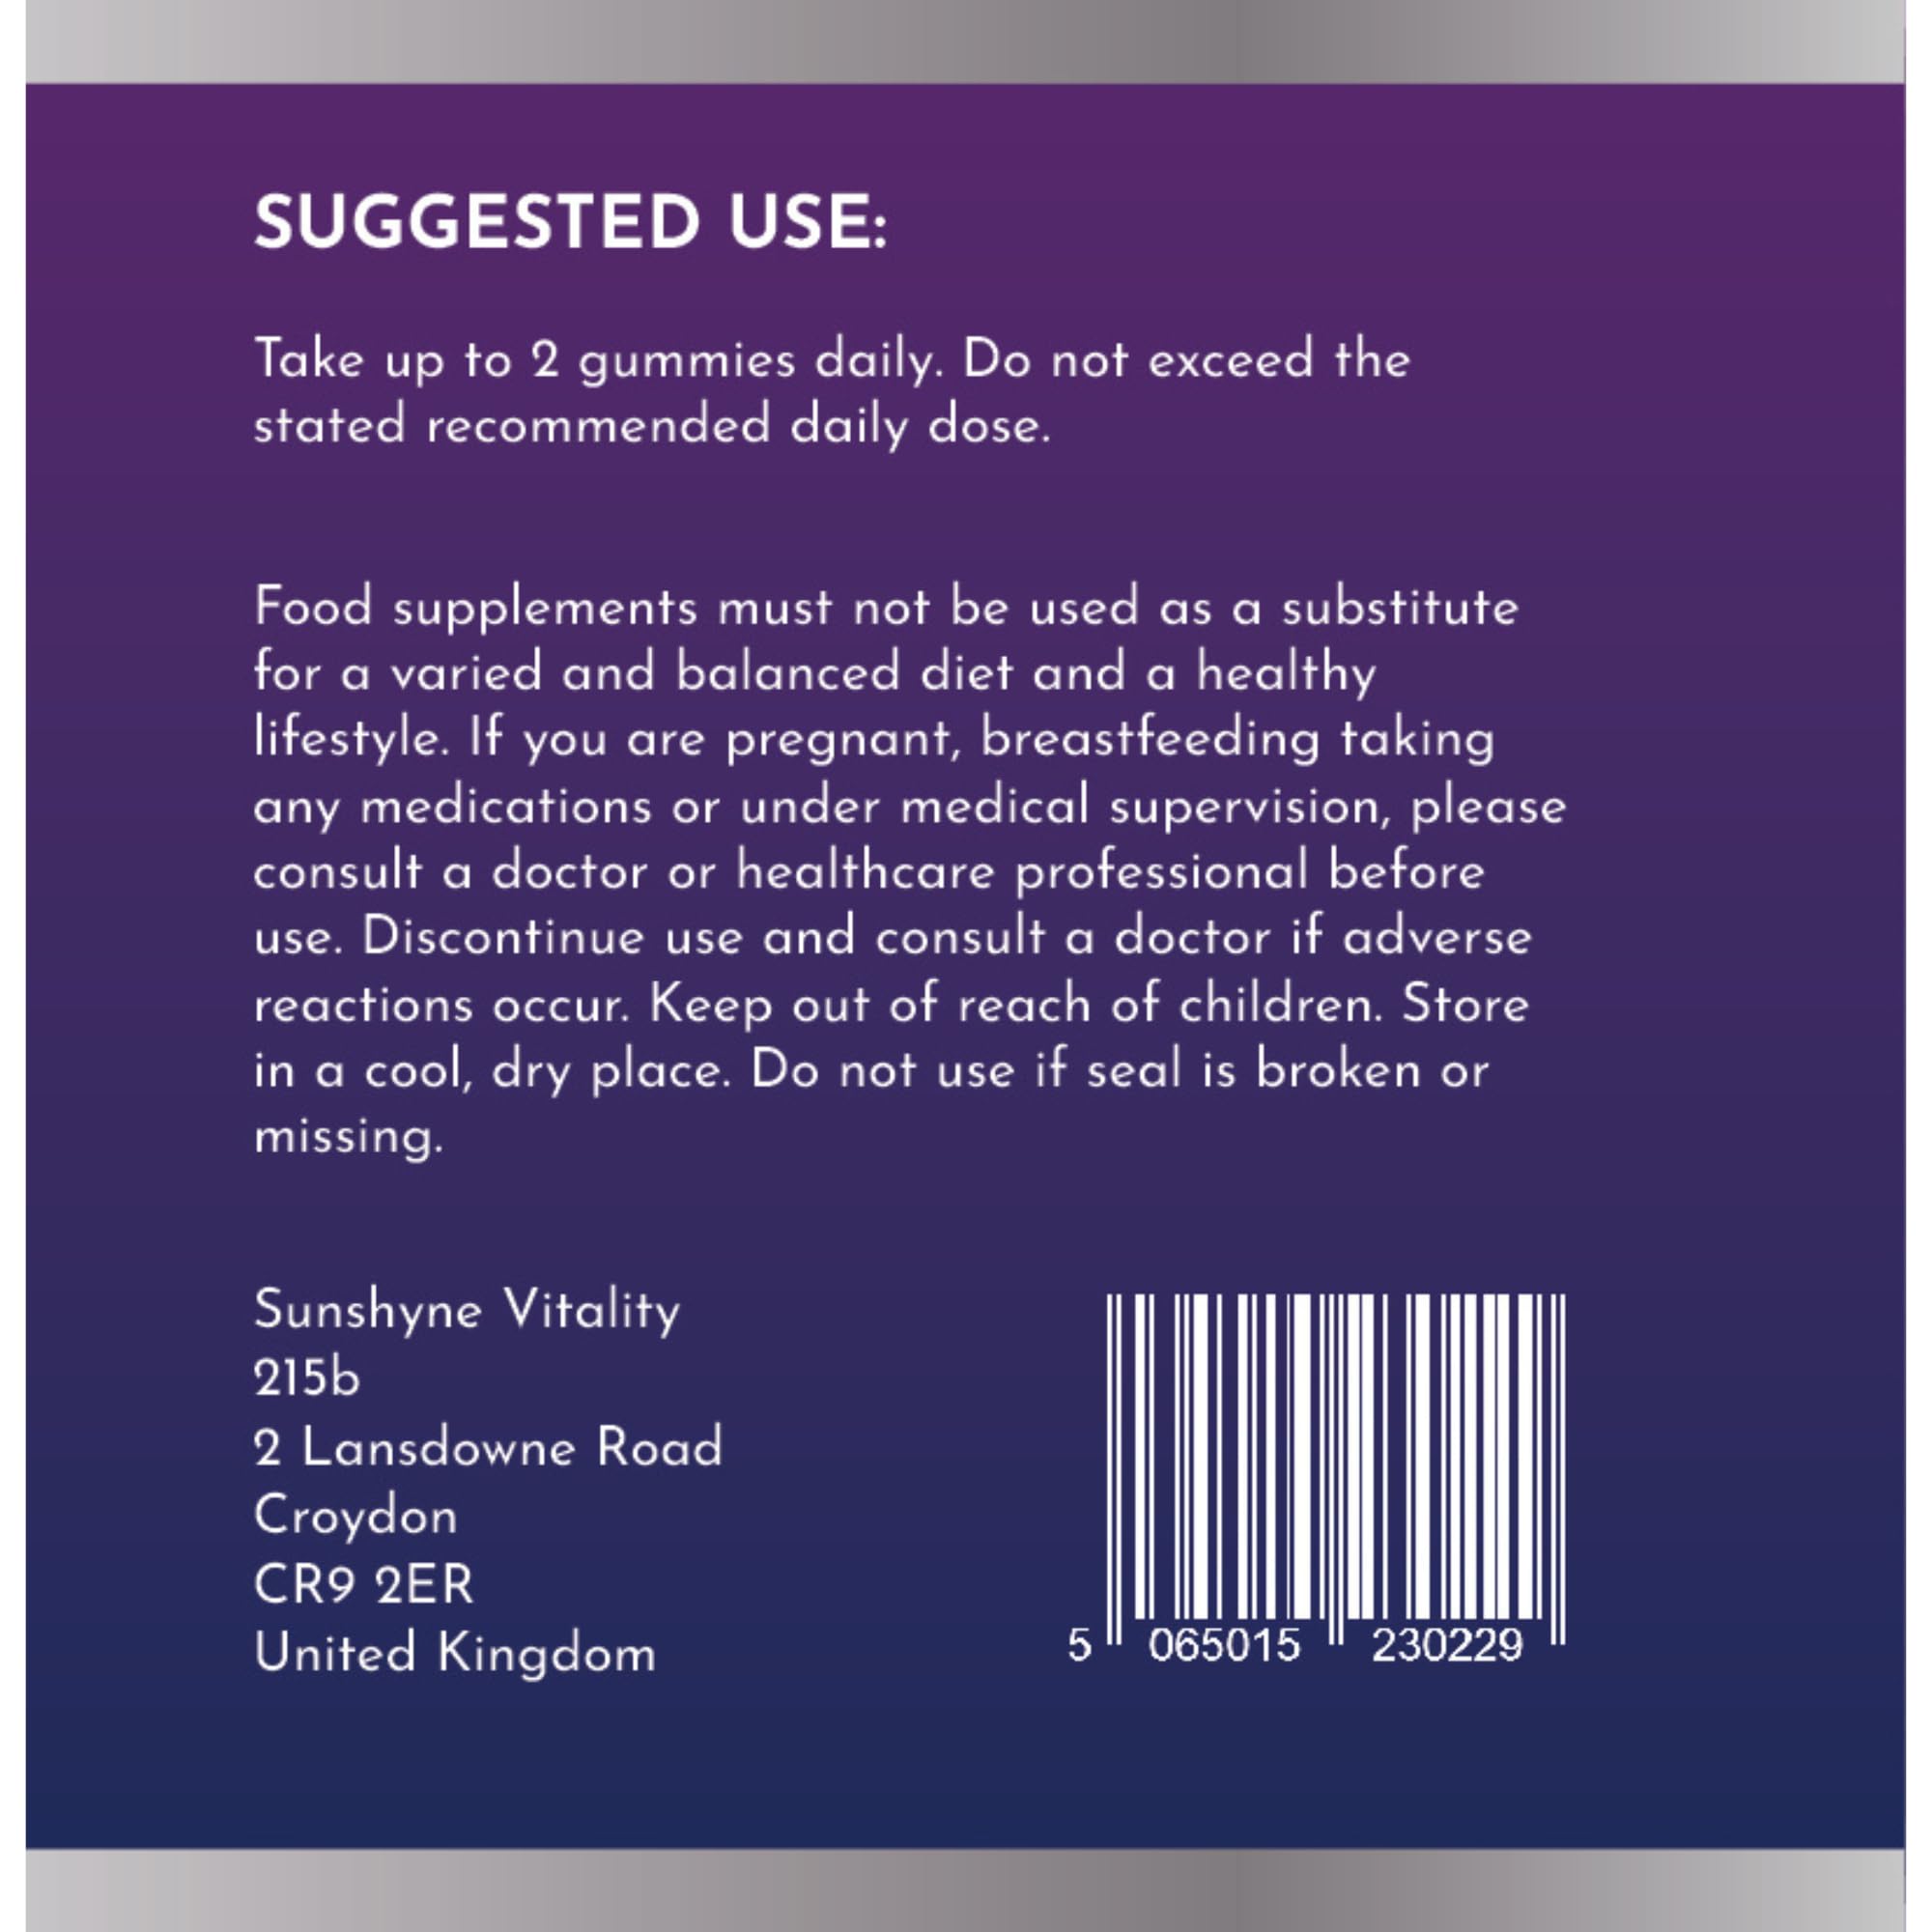 SUGGESTED USE:
Take up to 2 gummies daily. Do not exceed the
stated recommended daily dose.
Food supplements must not be used as a substitute
for a varied and balanced diet and a healthy
lifestyle. If you are pregnant, breastfeeding taking
any medications or under medical supervision, please
consult a doctor or healthcare professional before
use. Discontinue use and consult a doctor if adverse
reactions occur. Keep out of reach of children. Store
in a cool, dry place. Do not use if seal is broken or
missing.
Sunshyne Vitality
215b
2 Lansdowne Road
Croydon
CR9 2ER
United Kingdom
5 065015 230229